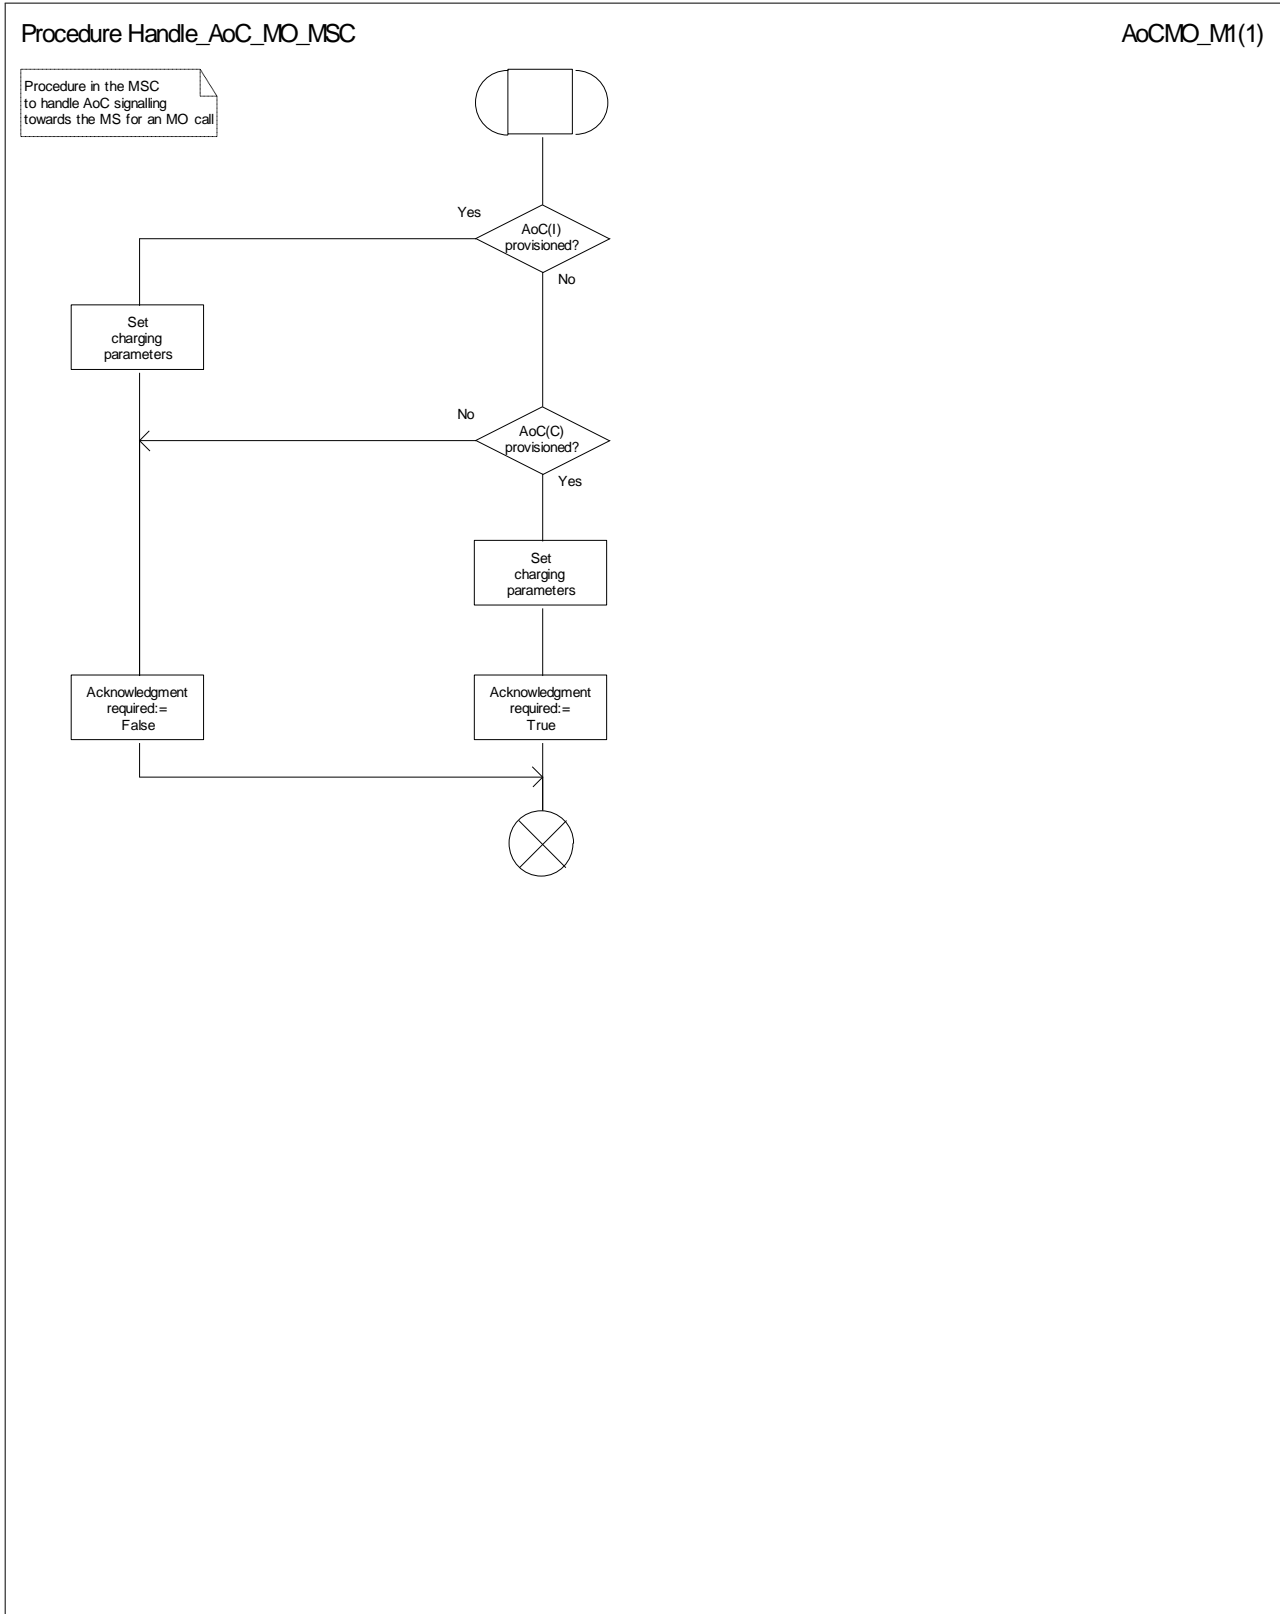 Procedure Handle_AoC_MO_MSC
AoCMO_M1(1)
Procedure in the MSC
to handle AoC signalling
towards the MS for an MO call
Yes
AoC(I)
provisioned?
No
Set
charging
parameters
No
AoC(C)
provisioned?
Yes
Set
charging
parameters
Acknowledgment
required:=
False
Acknowledgment
required:=
True